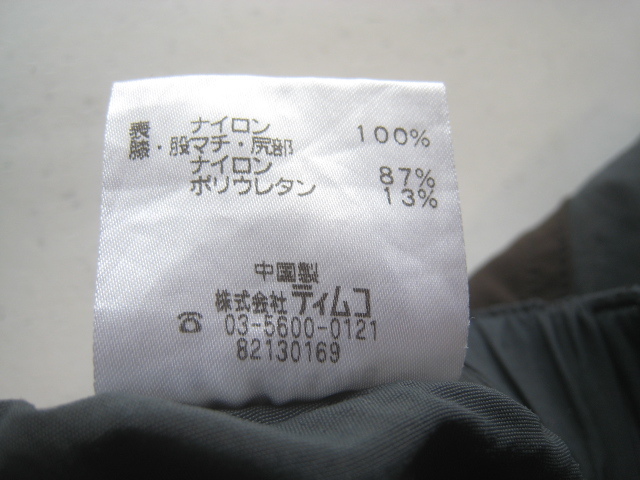 表 ナイロン 100%
膝・股マチ・尻部
ナイロン 87%
ポリウレタン 13%
中国製
株式会社 ティムコ
☎ 03-5600-0121
82130169